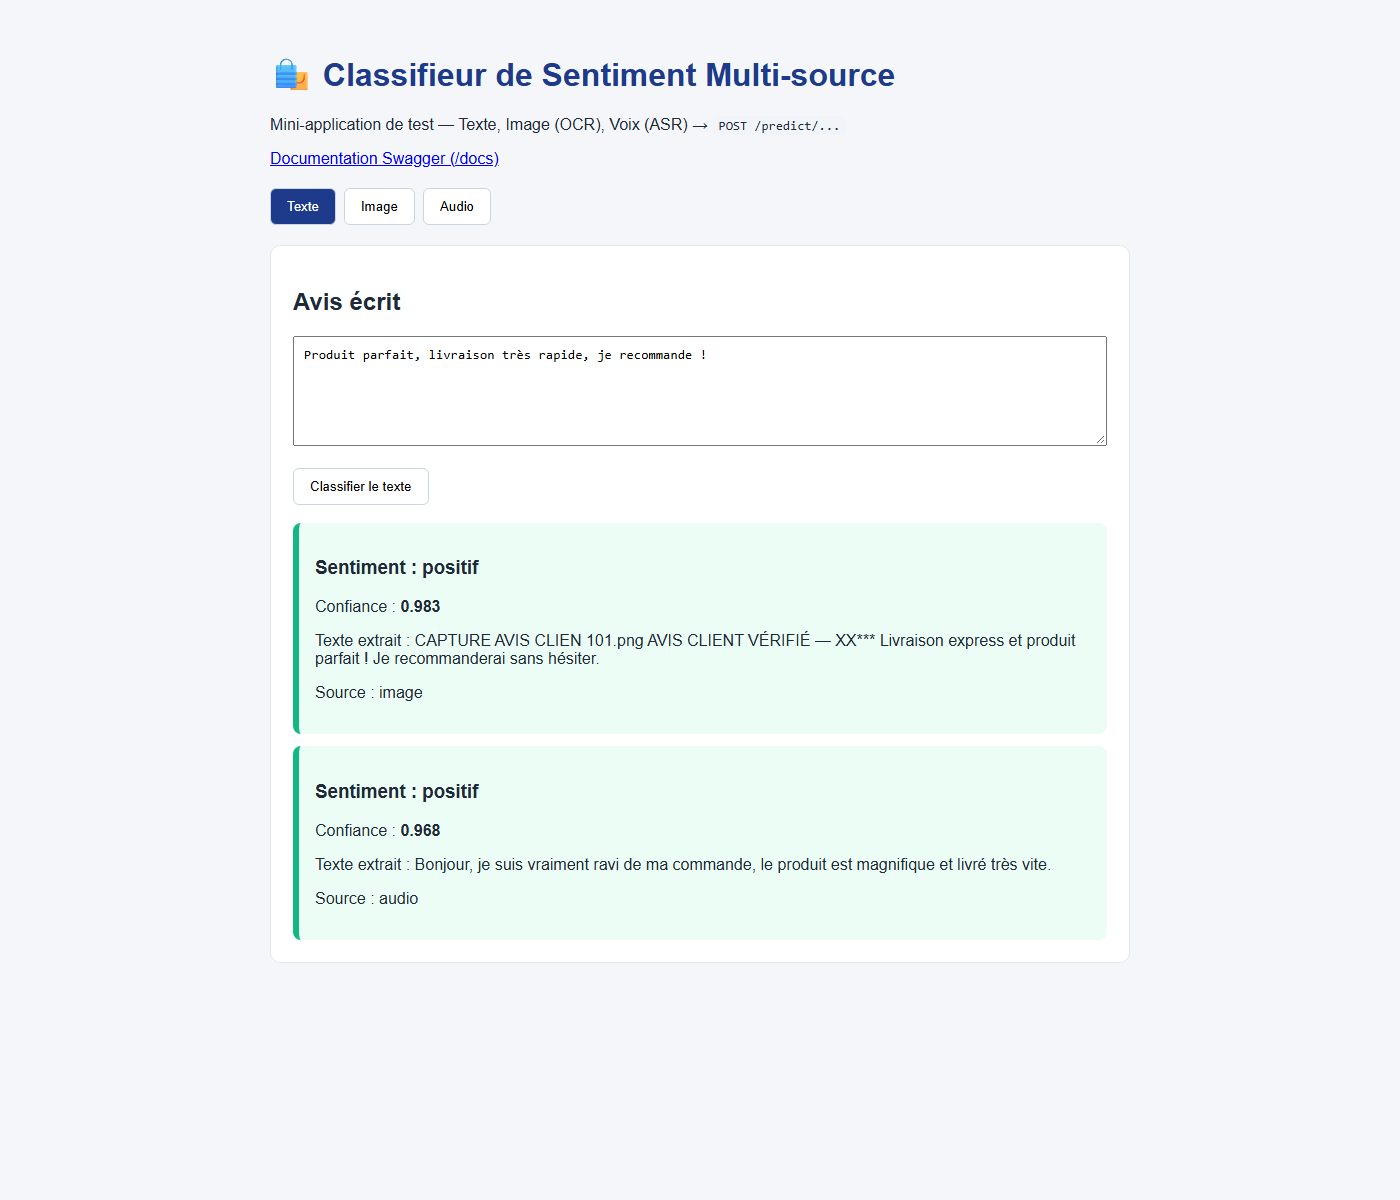 Classifieur de Sentiment Multi-source
Mini-application de test — Texte, Image (OCR), Voix (ASR) → POST /predict/...
Documentation Swagger (/docs)
Texte Image Audio
Avis écrit
Produit parfait, livraison très rapide, je recommande !
Classifier le texte
Sentiment : positif
Confiance : 0.983
Texte extrait : CAPTURE AVIS CLIEN 101.png AVIS CLIENT VÉRIFIÉ — XX*** Livraison express et produit
parfait ! Je recommanderai sans hésiter.
Source : image
Sentiment : positif
Confiance : 0.968
Texte extrait : Bonjour, je suis vraiment ravi de ma commande, le produit est magnifique et livré très vite.
Source : audio